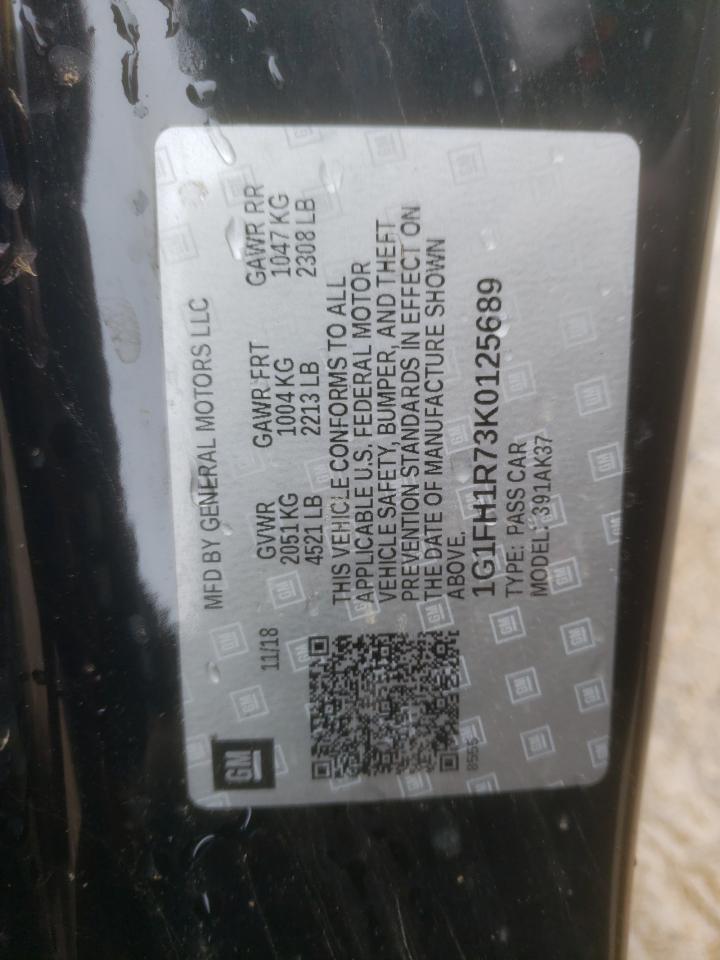 GM
MFD BY GENERAL MOTORS LLC
11/18
GVWR GAWR FRT GAWR RR
2051 KG 1004 KG 1047 KG
4521 LB 2213 LB 2308 LB
THIS VEHICLE CONFORMS TO ALL
APPLICABLE U.S. FEDERAL MOTOR
VEHICLE SAFETY, BUMPER, AND THEFT
PREVENTION STANDARDS IN EFFECT ON
THE DATE OF MANUFACTURE SHOWN
ABOVE.
1G1FH1R73K0125689
TYPE: PASS CAR
MODEL: 391AK37